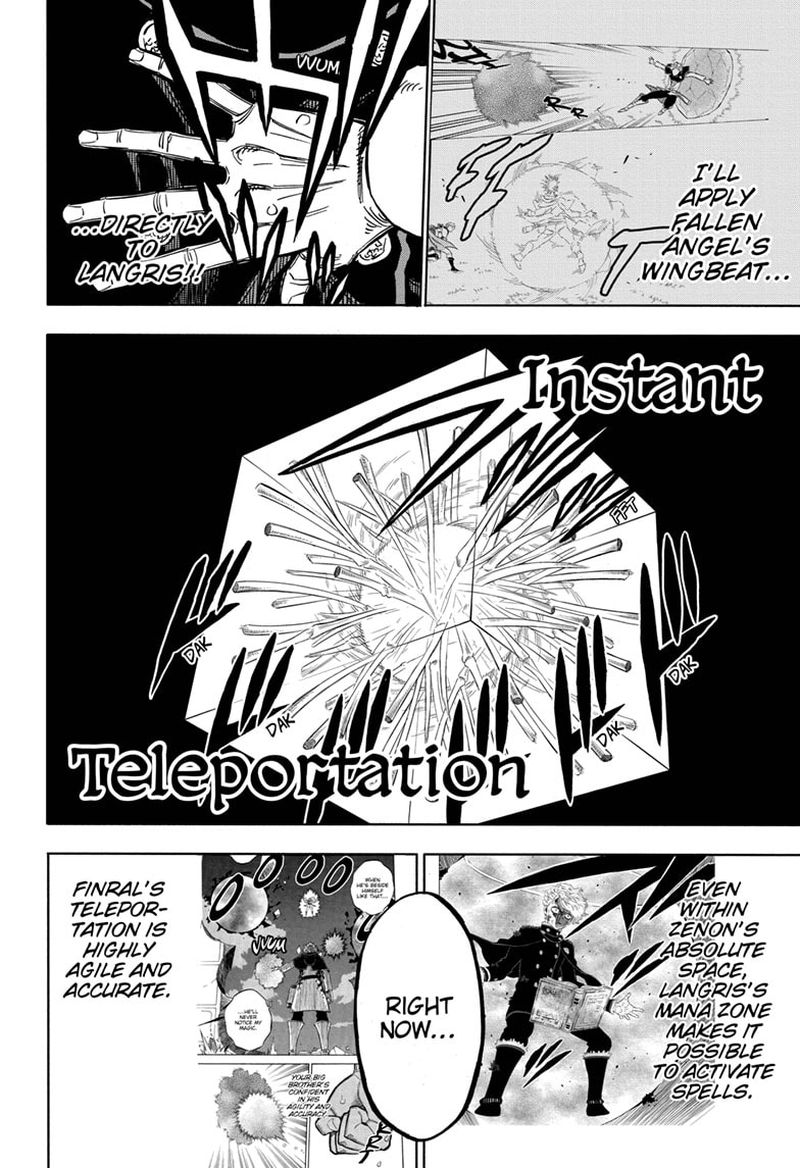 I'LL
APPLY
FALLEN
ANGEL'S
WINGBEAT...
VVUM
...DIRECTLY
TO
LANGRIS!!
Instant
FFT
DAK
DAK
DAK
DAK
DAK
Teleportation
EVEN
WITHIN
ZENON'S
ABSOLUTE
SPACE,
LANGRIS'S
MANA ZONE
MAKES IT
POSSIBLE
TO ACTIVATE
SPELLS.
RIGHT
NOW...
WHEN
HE'S BESIDE
HIMSELF
LIKE THAT...
VVUM
...HE'LL
NEVER
NOTICE MY
MAGIC.
YOUR BIG
BROTHER'S
CONFIDENT
IN HIS
AGILITY AND
ACCURACY.
FINRAL'S
TELEPOR-
TATION IS
HIGHLY
AGILE AND
ACCURATE.